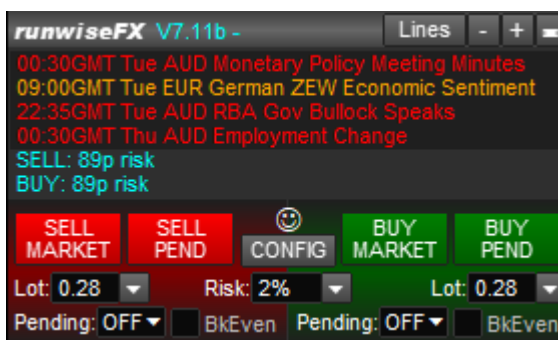 runwiseFX V7.11b - Lines - +
00:30GMT Tue AUD Monetary Policy Meeting Minutes
09:00GMT Tue EUR German ZEW Economic Sentiment
22:35GMT Tue AUD RBA Gov Bullock Speaks
00:30GMT Thu AUD Employment Change
SELL: 89p risk
BUY: 89p risk
SELL MARKET
SELL PEND
CONFIG
BUY MARKET
BUY PEND
Lot: 0.28 Risk: 2% Lot: 0.28
Pending: OFF BkEven Pending: OFF BkEven